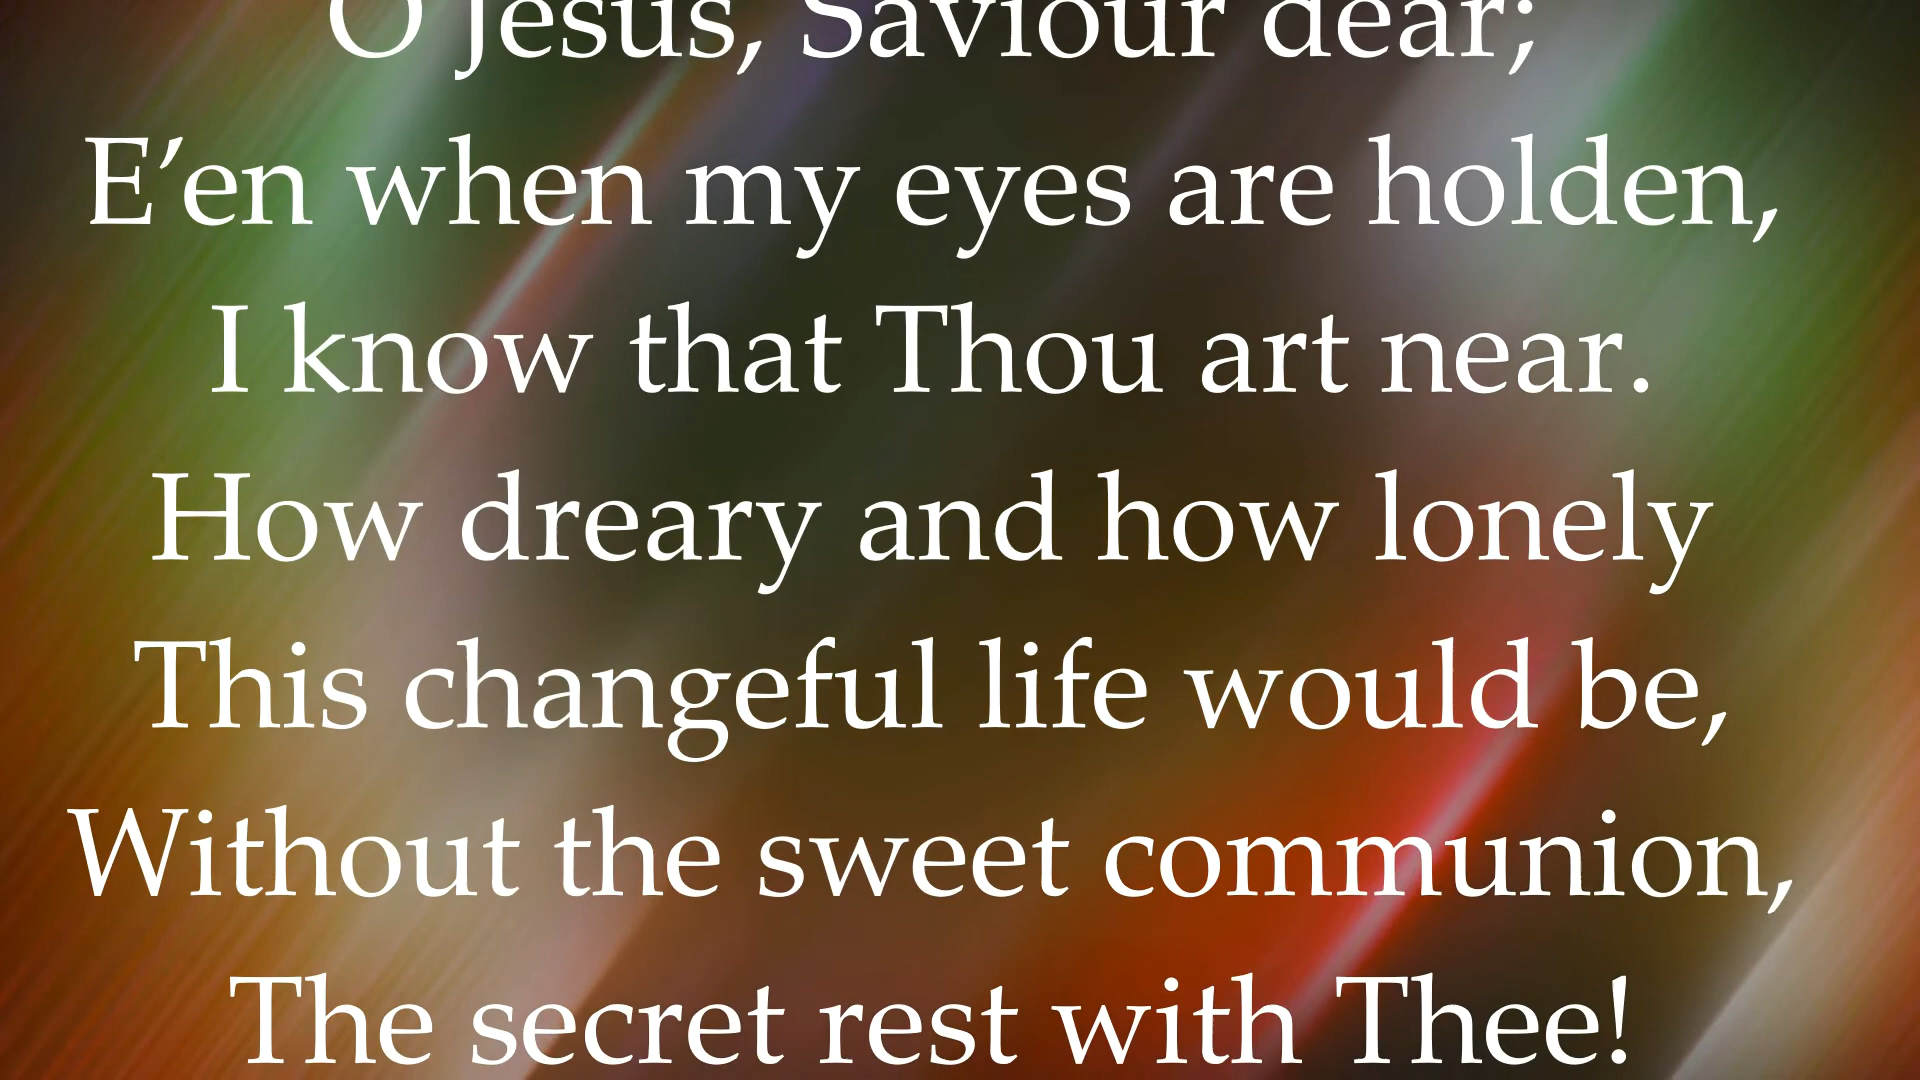 O Jesus, Saviour dear;
E’en when my eyes are holden,
I know that Thou art near.
How dreary and how lonely
This changeful life would be,
Without the sweet communion,
The secret rest with Thee!